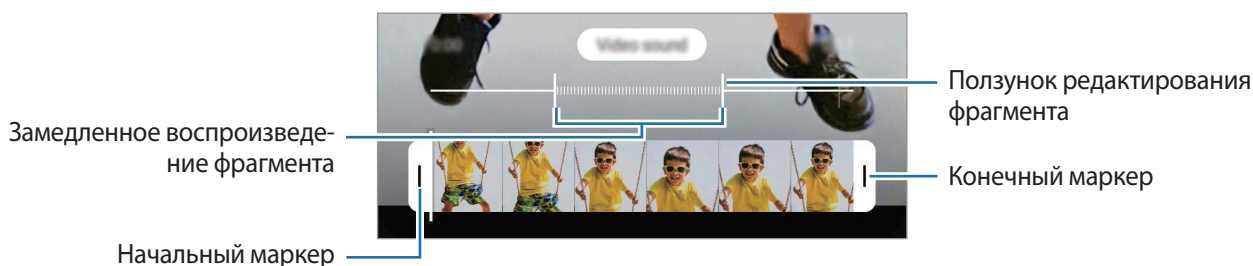 Video sound
Ползунок редактирования
фрагмента
Замедленное воспроизведе-
ние фрагмента
Конечный маркер
Начальный маркер